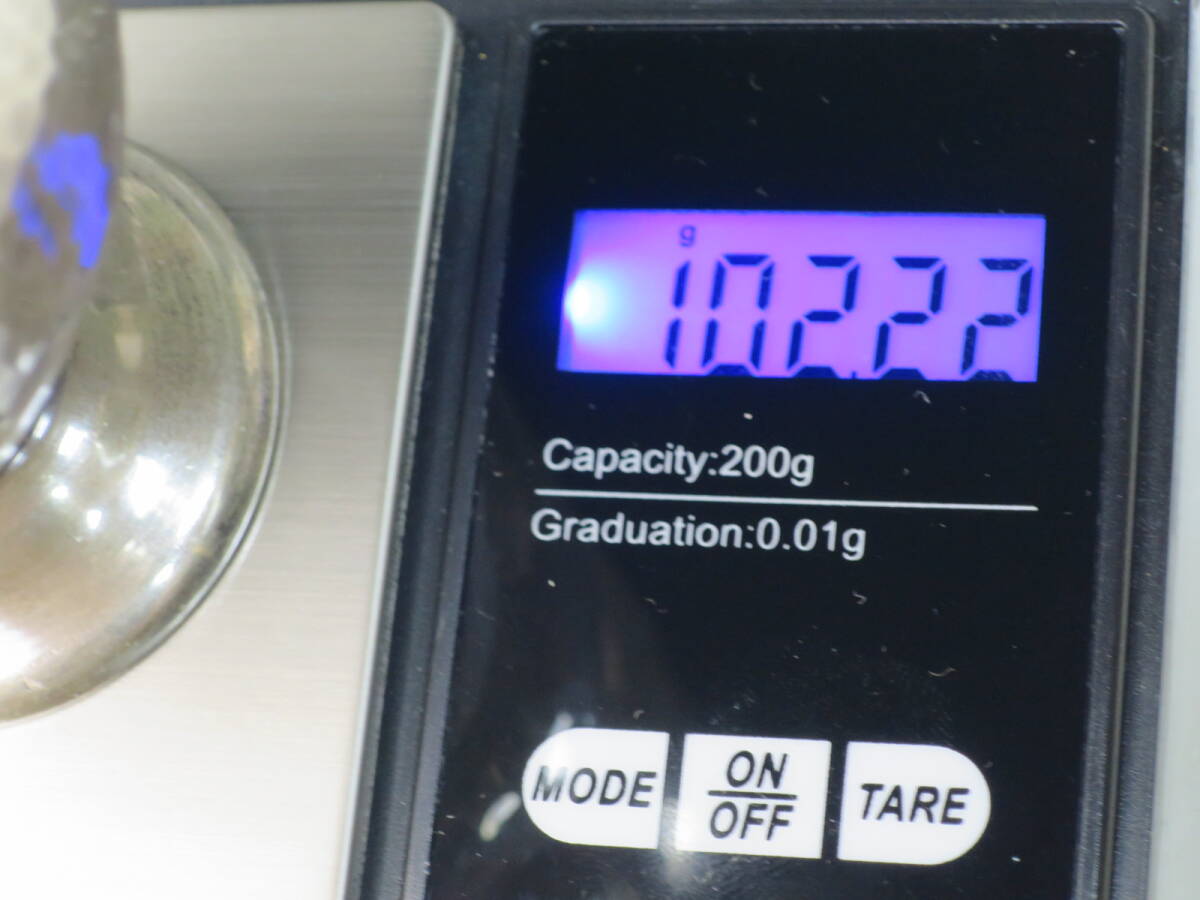 g
102.22
Capacity:200g
Graduation:0.01g
MODE
ON
OFF
TARE